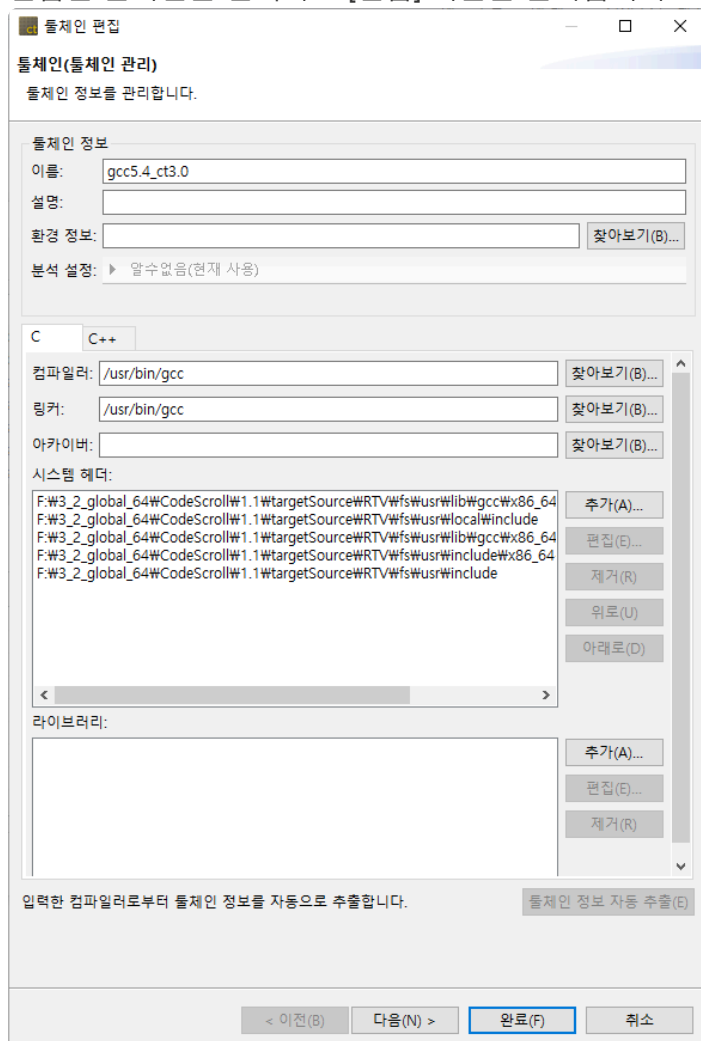 툴체인 편집
툴체인(툴체인 관리)
툴체인 정보를 관리합니다.
툴체인 정보
이름: gcc5.4_ct3.0
설명:
환경 정보: 찾아보기(B)...
분석 설정: 알수없음(현재 사용)
C C++
컴파일러: /usr/bin/gcc 찾아보기(B)...
링커: /usr/bin/gcc 찾아보기(B)...
아카이버: 찾아보기(B)...
시스템 헤더:
F:₩3_2_global_64₩CodeScroll₩1.1₩targetSource₩RTV₩fs₩usr₩lib₩gcc₩x86_64 추가(A)...
F:₩3_2_global_64₩CodeScroll₩1.1₩targetSource₩RTV₩fs₩usr₩local₩include
F:₩3_2_global_64₩CodeScroll₩1.1₩targetSource₩RTV₩fs₩usr₩lib₩gcc₩x86_64 편집(E)...
F:₩3_2_global_64₩CodeScroll₩1.1₩targetSource₩RTV₩fs₩usr₩include₩x86_64
F:₩3_2_global_64₩CodeScroll₩1.1₩targetSource₩RTV₩fs₩usr₩include 제거(R)
위로(U)
아래로(D)
라이브러리:
추가(A)...
편집(E)...
제거(R)
입력한 컴파일러로부터 툴체인 정보를 자동으로 추출합니다. 툴체인 정보 자동 추출(E)
< 이전(B) 다음(N) > 완료(F) 취소